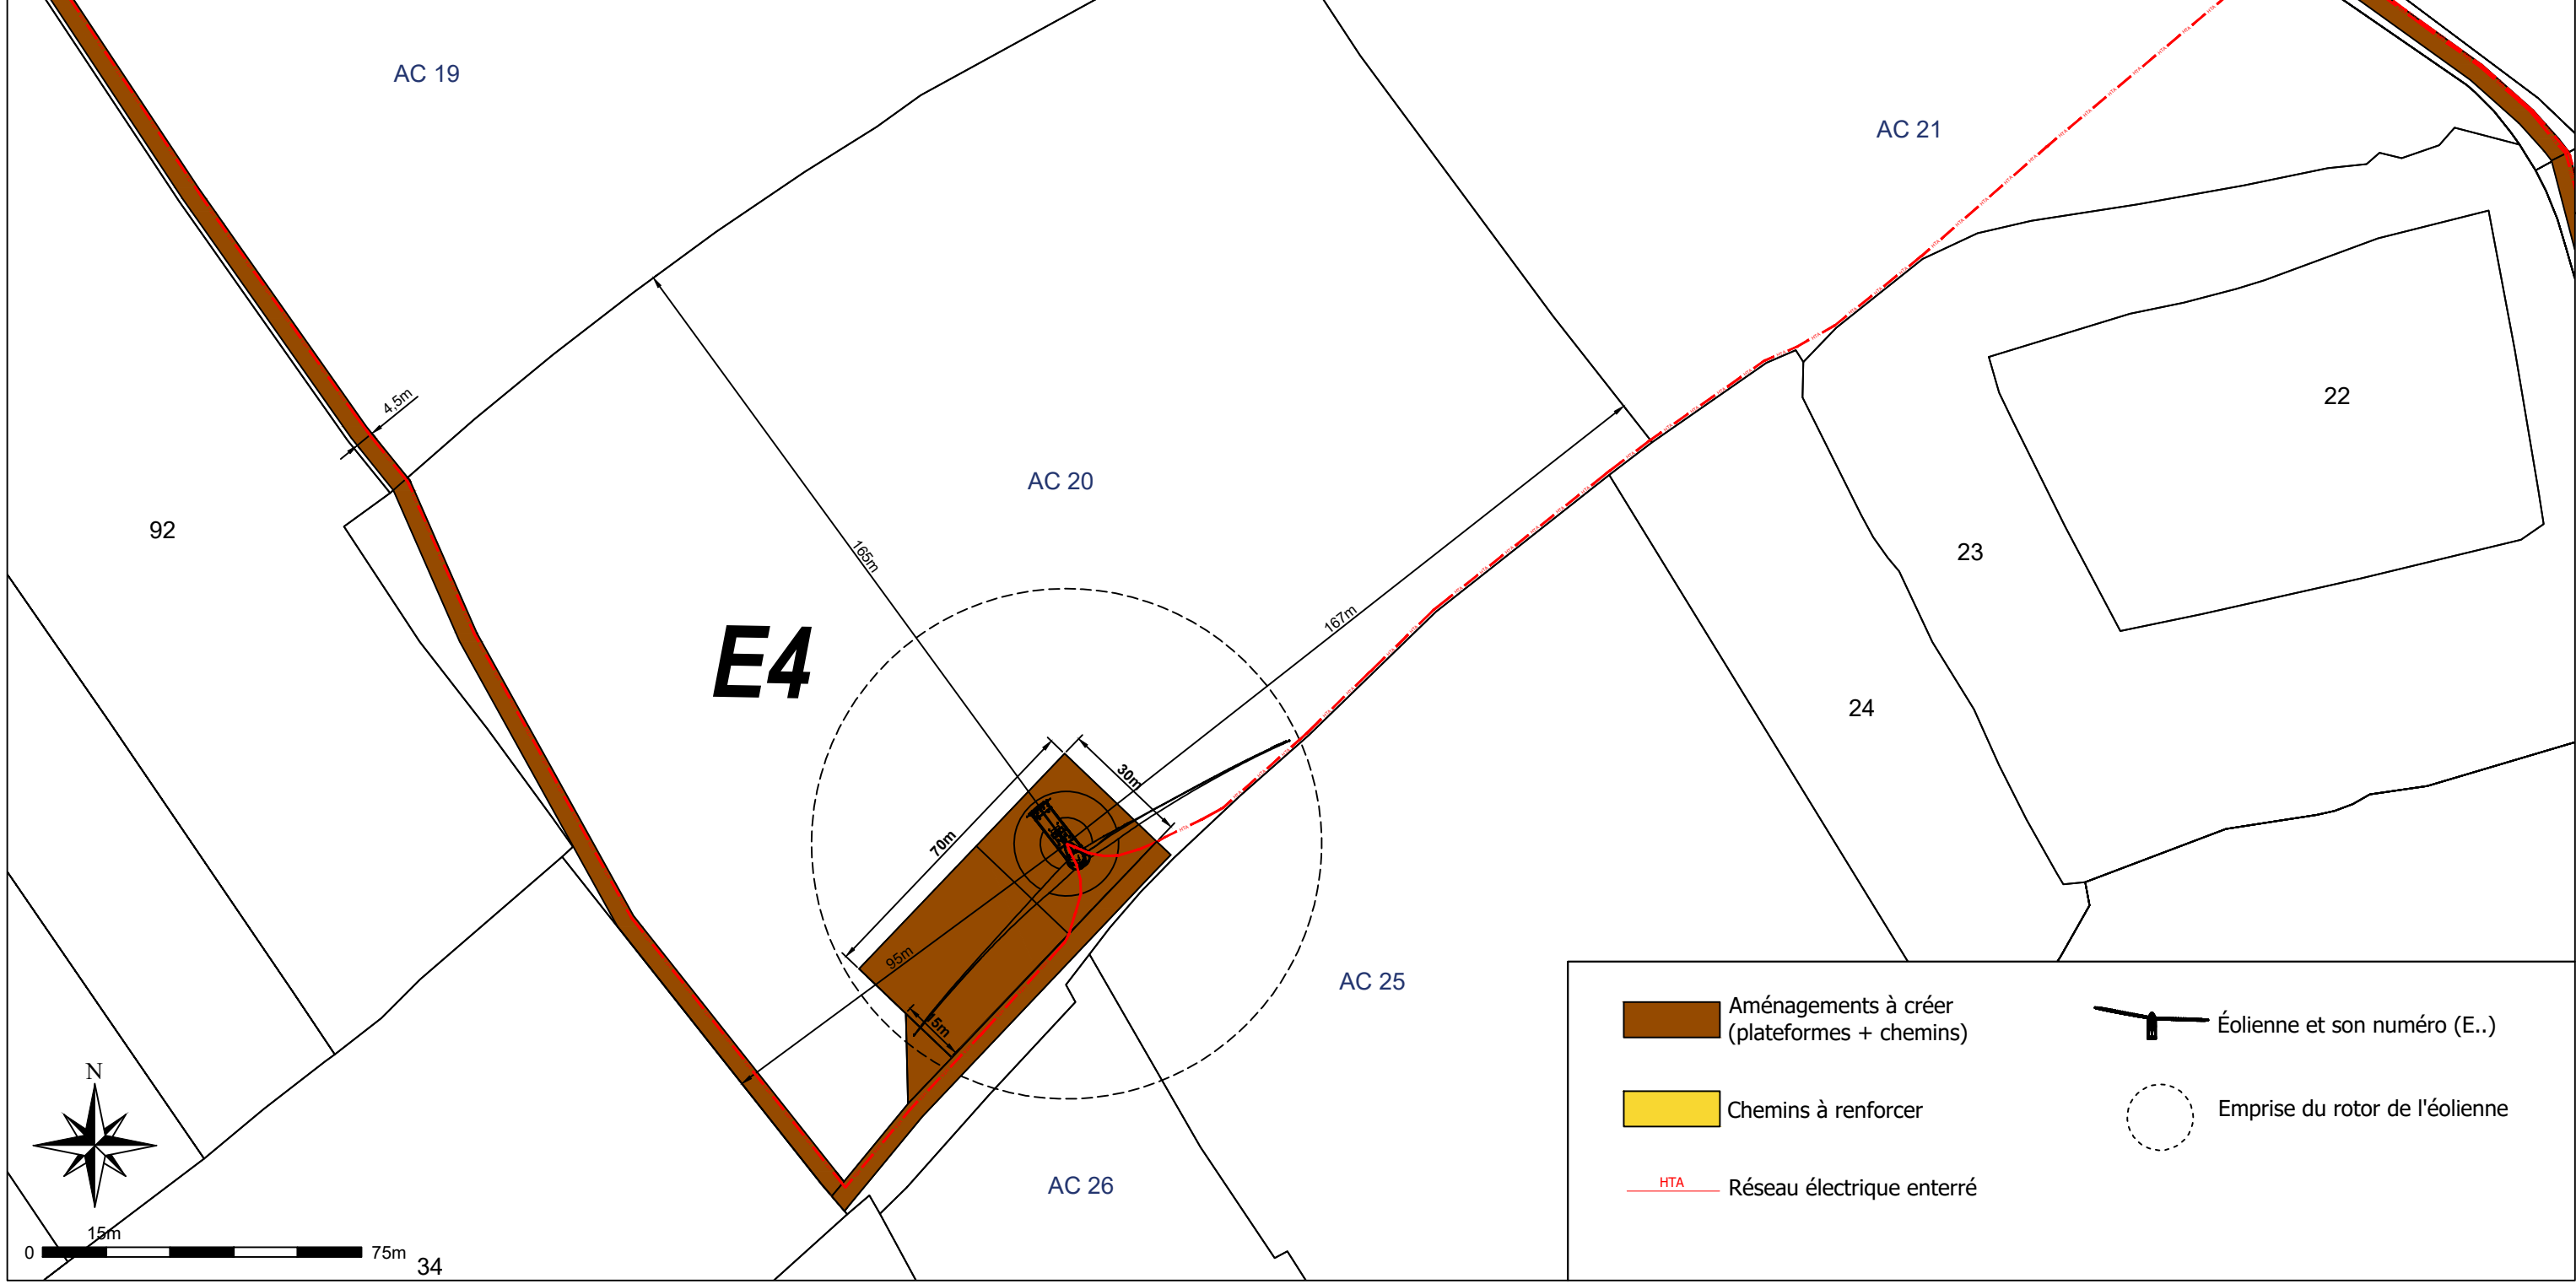 AC 19
AC 21
4,5m
22
AC 20
92
165m
23
E4
167m
24
30m
70m
95m
AC 25
15m
Aménagements à créer
(plateformes + chemins)
Éolienne et son numéro (E..)
N
Chemins à renforcer
Emprise du rotor de l'éolienne
AC 26
HTA
Réseau électrique enterré
15m
0
75m
34